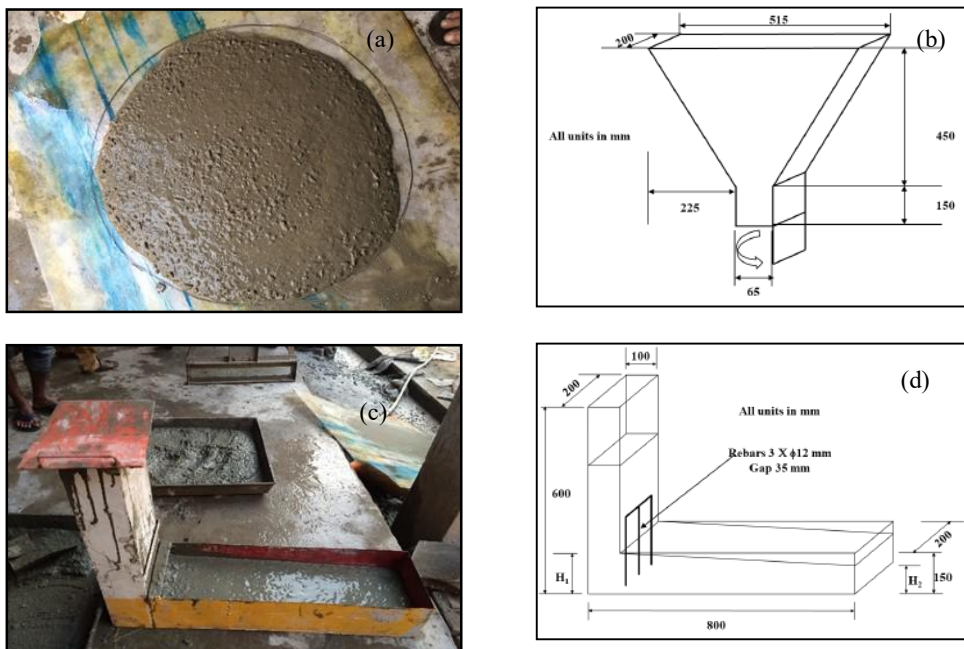 (a)
(b)
515
200
450
All units in mm
150
225
65
(c)
(d)
100
200
All units in mm
Rebars 3 X ϕ12 mm
Gap 35 mm
600
200
H₁
H₂
150
800